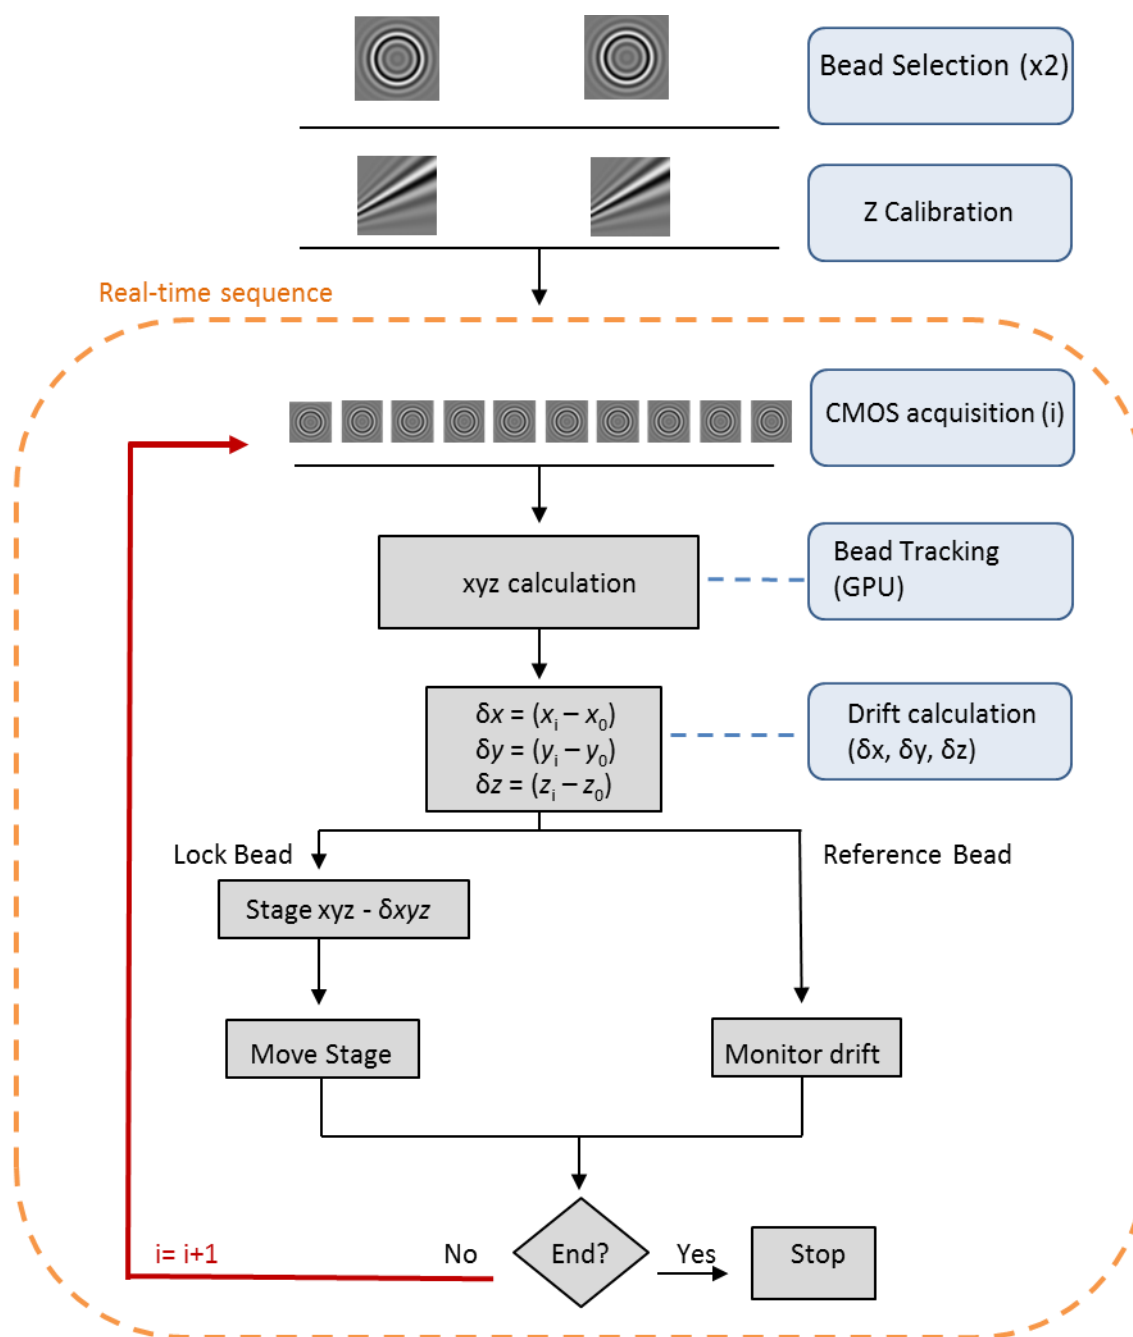 Bead Selection (x2)
Z Calibration
Real-time sequence
CMOS acquisition (i)
xyz calculation
Bead Tracking
(GPU)
δx = (xᵢ – x₀)
δy = (yᵢ – y₀)
δz = (zᵢ – z₀)
Drift calculation
(δx, δy, δz)
Lock Bead
Reference Bead
Stage xyz - δxyz
Move Stage
Monitor drift
i= i+1
No
End?
Yes
Stop